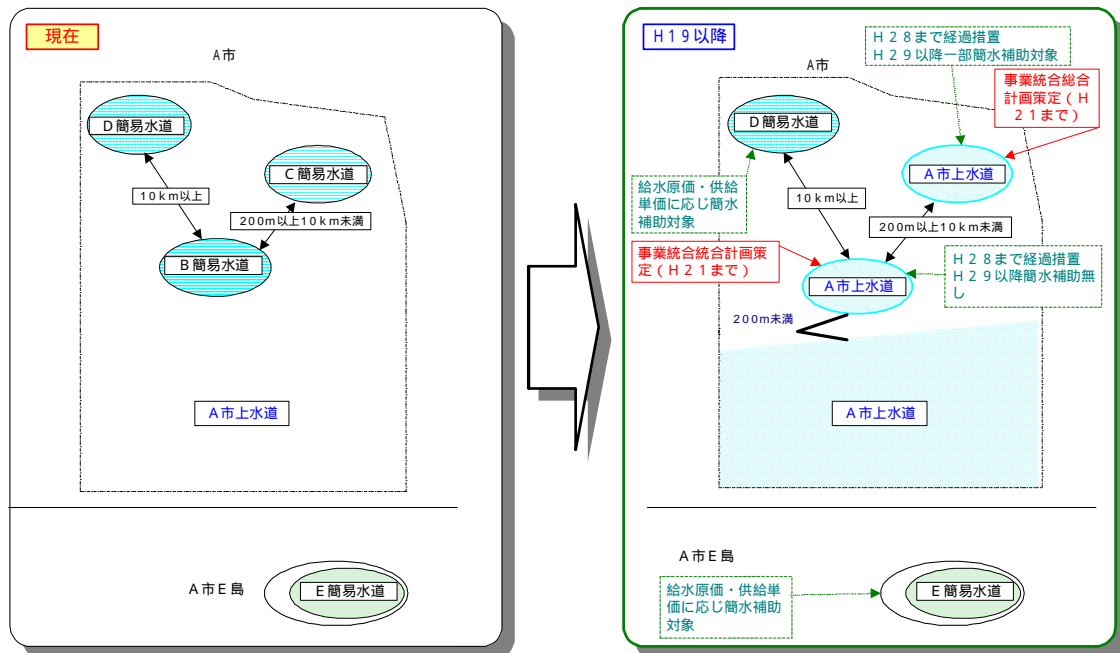 現在
A市
D簡易水道
C簡易水道
10km以上
200m以上10km未満
B簡易水道
A市上水道
A市E島
E簡易水道
H19以降
H28まで経過措置
H29以降一部簡水補助対象
A市
事業統合総合
計画策定(H
21まで)
D簡易水道
A市上水道
給水原価・供給
単価に応じ簡水
補助対象
10km以上
200m以上10km未満
事業統合統合計画策
定(H21まで)
H28まで経過措置
H29以降簡水補助無
し
A市上水道
200m未満
A市上水道
A市E島
給水原価・供給単
価に応じ簡水補助
対象
E簡易水道